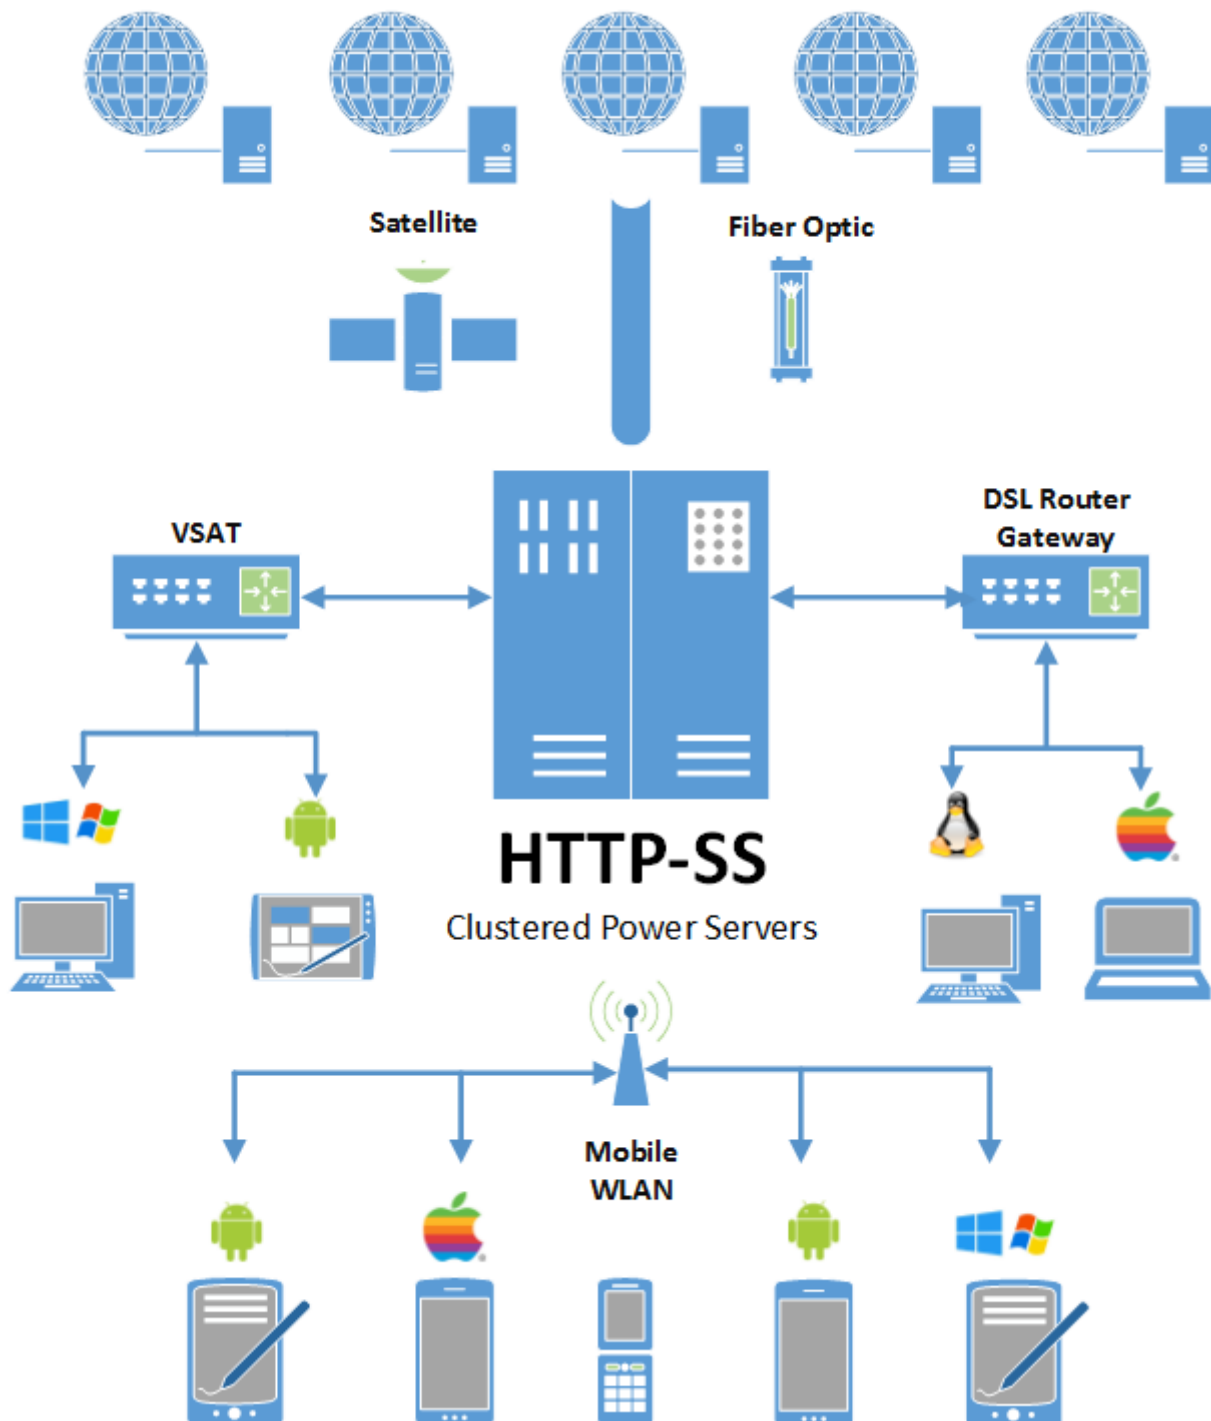 Satellite
Fiber Optic
VSAT
DSL Router
Gateway
HTTP-SS
Clustered Power Servers
Mobile
WLAN